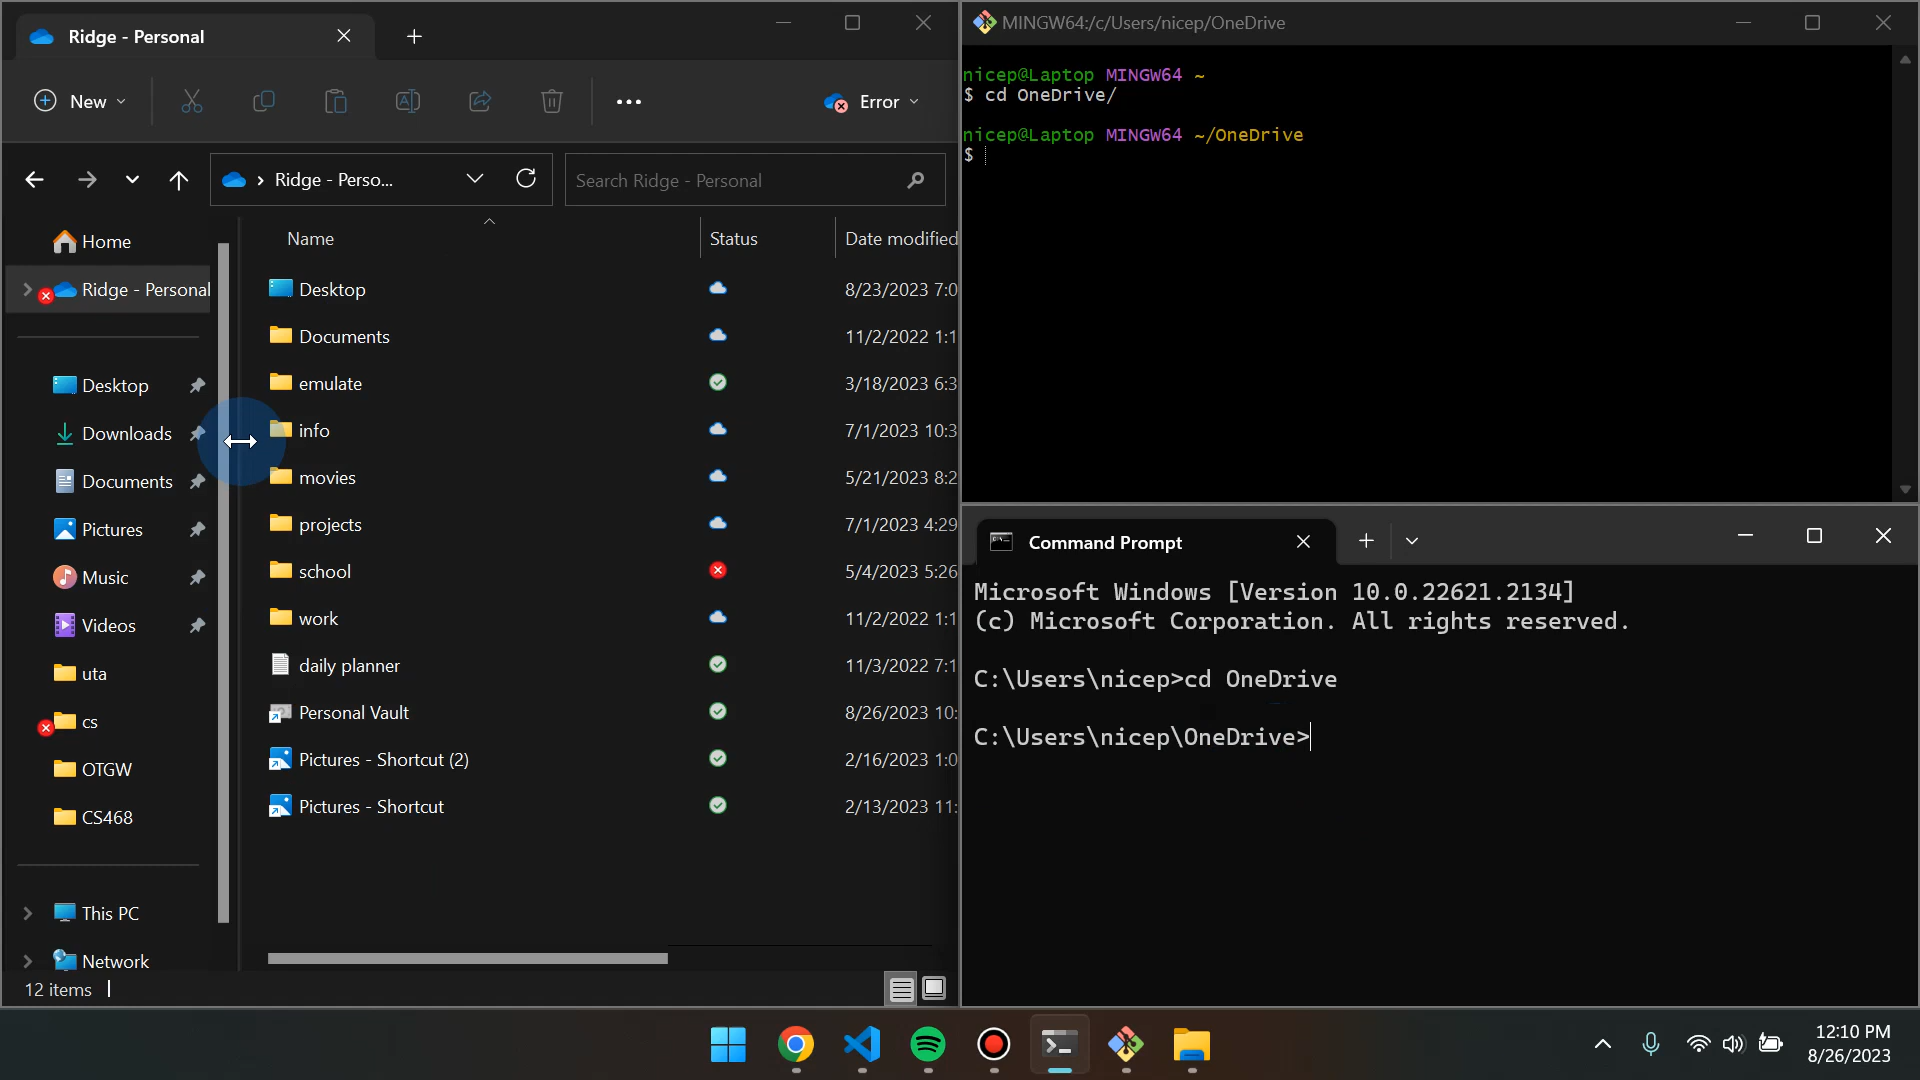 Ridge - Personal
New
Error
Ridge - Perso...
Search Ridge - Personal
Home
Ridge - Personal
Desktop
Downloads
Documents
Pictures
Music
Videos
uta
cs
OTGW
CS468
This PC
Network
Name Status Date modified
Desktop 8/23/2023 7:0
Documents 11/2/2022 1:1
emulate 3/18/2023 6:3
info 7/1/2023 10:3
movies 5/21/2023 8:2
projects 7/1/2023 4:29
school 5/4/2023 5:26
work 11/2/2022 1:1
daily planner 11/3/2022 7:1
Personal Vault 8/26/2023 10:
Pictures - Shortcut (2) 2/16/2023 1:0
Pictures - Shortcut 2/13/2023 11:
12 items
MINGW64:/c/Users/nicep/OneDrive
nicep@Laptop MINGW64 ~
$ cd OneDrive/
nicep@Laptop MINGW64 ~/OneDrive
$
Command Prompt
Microsoft Windows [Version 10.0.22621.2134]
(c) Microsoft Corporation. All rights reserved.
C:\Users\nicep>cd OneDrive
C:\Users\nicep\OneDrive>
12:10 PM
8/26/2023